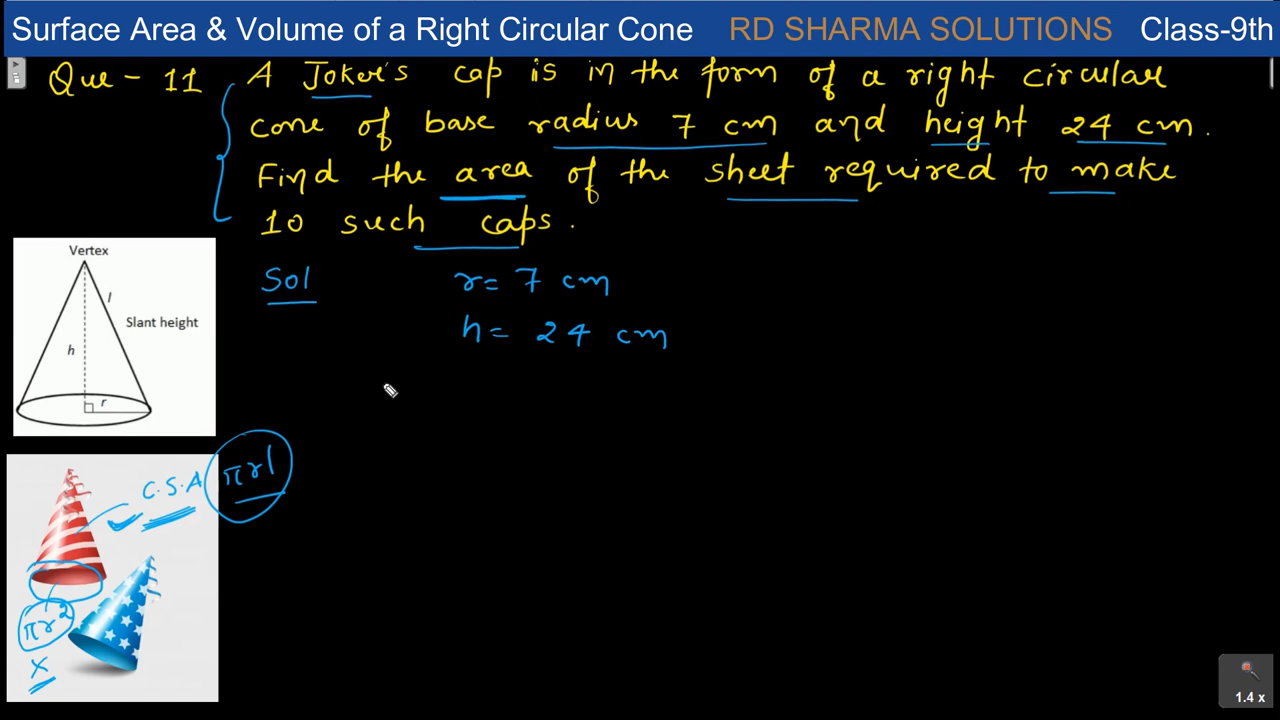 Surface Area & Volume of a Right Circular Cone RD SHARMA SOLUTIONS Class-9th
Que - 11 A Joker's cap is in the form of a right circular
cone of base radius 7 cm and height 24 cm.
Find the area of the sheet required to make
10 such caps.
Sol r = 7 cm
h = 24 cm
Vertex
l
Slant height
h
r
C.S.A πrl
πr²
x
1.4 x